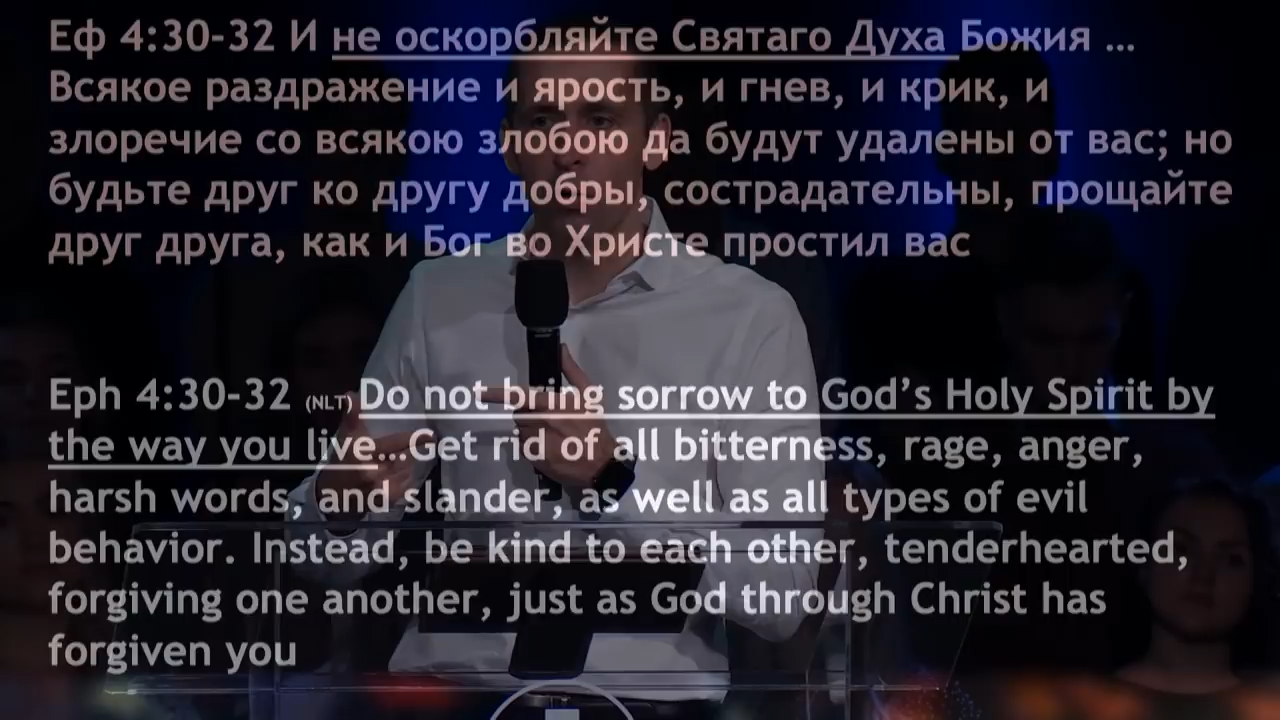 Еф 4:30-32 И не оскорбляйте Святаго Духа Божия ...
Всякое раздражение и ярость, и гнев, и крик, и
злоречие со всякою злобою да будут удалены от вас; но
будьте друг ко другу добры, сострадательны, прощайте
друг друга, как и Бог во Христе простил вас
Eph 4:30-32 (NLT) Do not bring sorrow to God’s Holy Spirit by
the way you live...Get rid of all bitterness, rage, anger,
harsh words, and slander, as well as all types of evil
behavior. Instead, be kind to each other, tenderhearted,
forgiving one another, just as God through Christ has
forgiven you